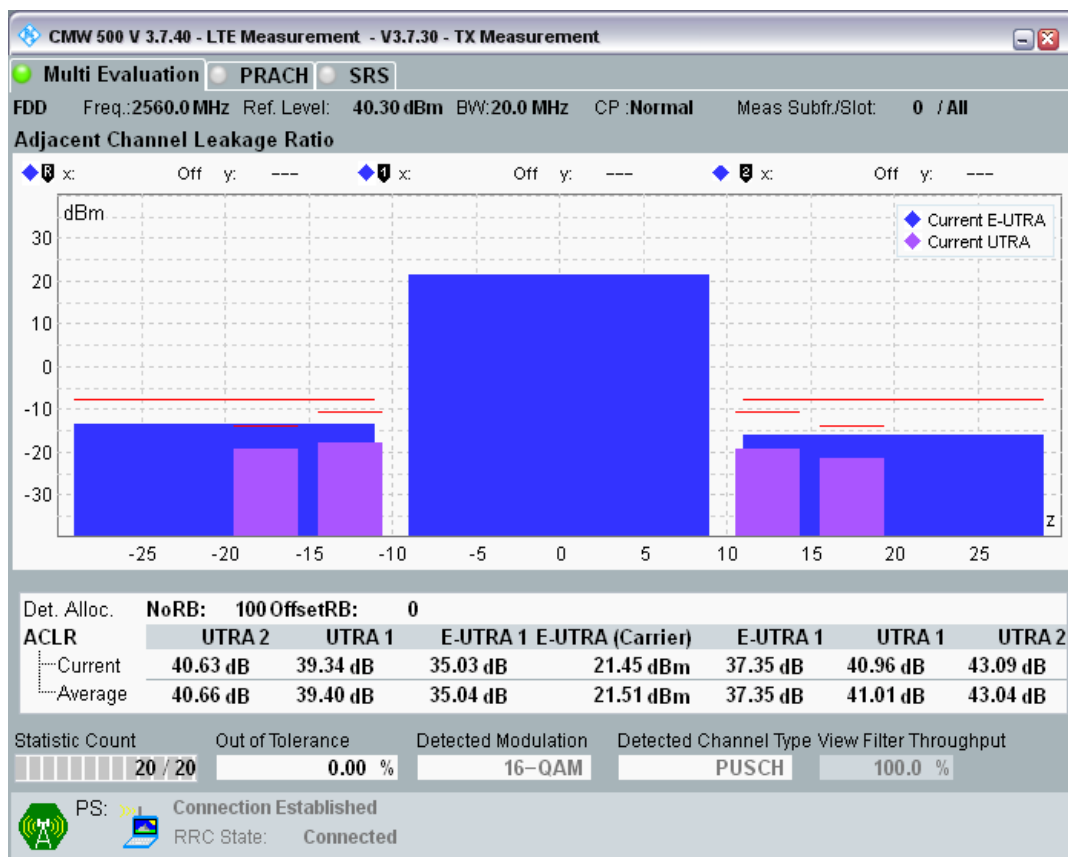 CMW 500 V 3.7.40 - LTE Measurement - V3.7.30 - TX Measurement
Multi Evaluation PRACH SRS
FDD Freq.:2560.0 MHz Ref. Level: 40.30 dBm BW:20.0 MHz CP :Normal Meas Subfr./Slot: 0 / All
Adjacent Channel Leakage Ratio
R x: Off y: --- 1 x: Off y: --- 2 x: Off y: ---
dBm
Current E-UTRA
Current UTRA
30
20
10
0
-10
-20
-30
z
-25 -20 -15 -10 -5 0 5 10 15 20 25
Det. Alloc. NoRB: 100 OffsetRB: 0
ACLR UTRA 2 UTRA 1 E-UTRA 1 E-UTRA (Carrier) E-UTRA 1 UTRA 1 UTRA 2
Current 40.63 dB 39.34 dB 35.03 dB 21.45 dBm 37.35 dB 40.96 dB 43.09 dB
Average 40.66 dB 39.40 dB 35.04 dB 21.51 dBm 37.35 dB 41.01 dB 43.04 dB
Statistic Count Out of Tolerance Detected Modulation Detected Channel Type View Filter Throughput
20 / 20 0.00 % 16-QAM PUSCH 100.0 %
PS: Connection Established
RRC State: Connected